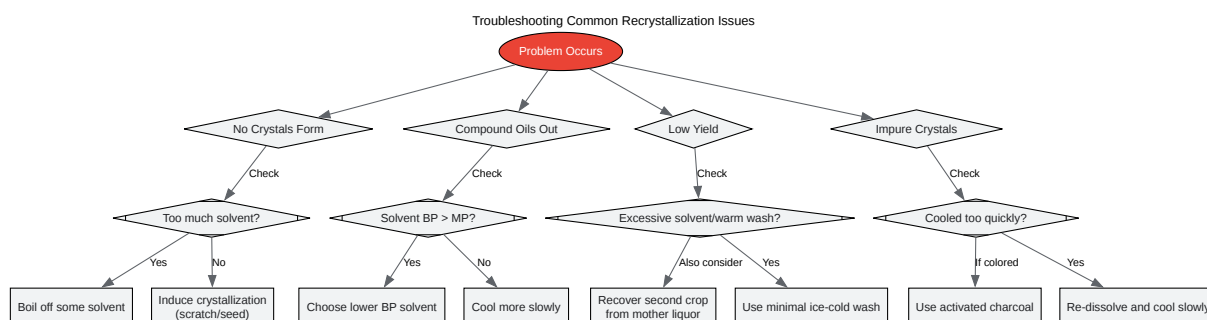 Troubleshooting Common Recrystallization Issues
Problem Occurs
No Crystals Form
Compound Oils Out
Low Yield
Impure Crystals
Check
Check
Check
Check
Too much solvent?
Solvent BP > MP?
Excessive solvent/warm wash?
Cooled too quickly?
Yes
No
Yes
No
Also consider
Yes
If colored
Yes
Boil off some solvent
Induce crystallization
(scratch/seed)
Choose lower BP solvent
Cool more slowly
Recover second crop
from mother liquor
Use minimal ice-cold wash
Use activated charcoal
Re-dissolve and cool slowly